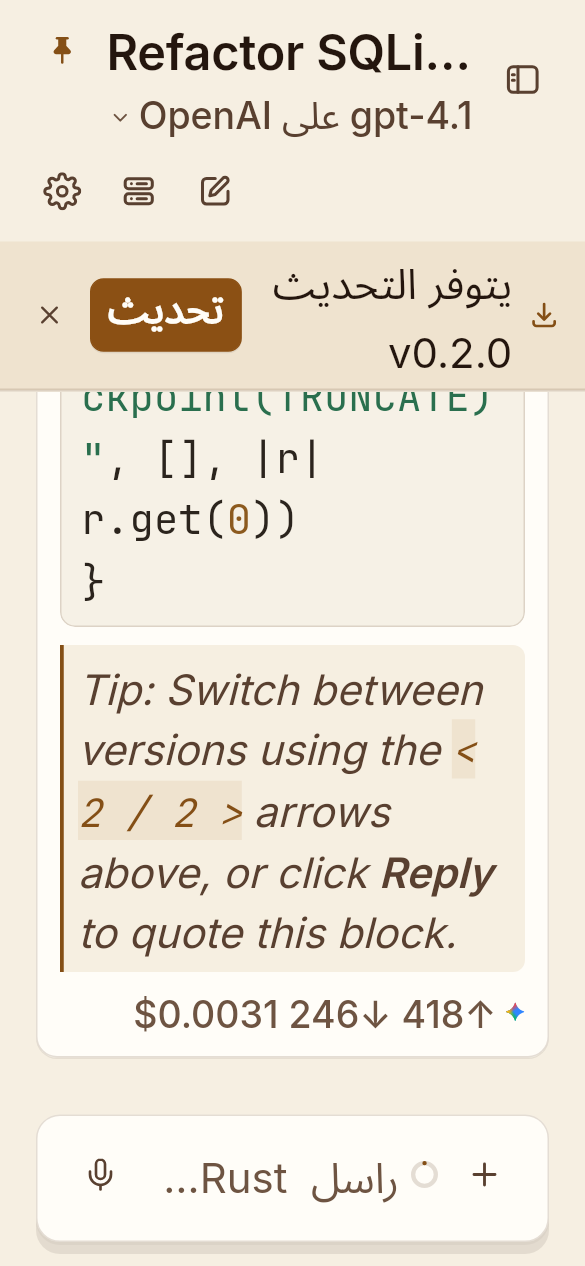 Refactor SQLi...
gpt-4.1 على OpenAI
يتوفر التحديث
v0.2.0
تحديث
ckpoint(TRUNCATE)
", [], |r|
r.get(0))
}
Tip: Switch between
versions using the <
2 / 2 > arrows
above, or click Reply
to quote this block.
$0.0031 246↓ 418↑
راسل Rust...